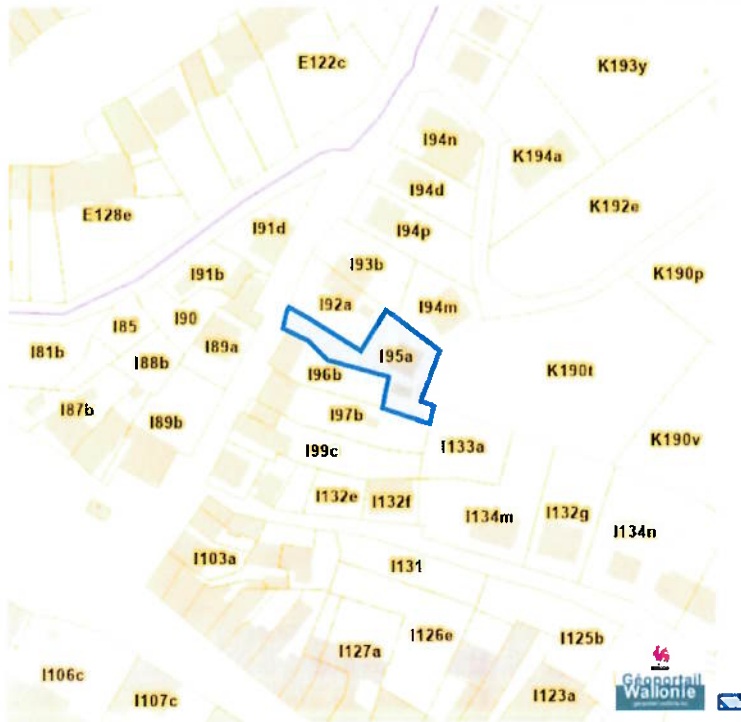 E122c
K193y
I94n
K194a
I94d
K192e
E128e
I91d
I94p
I93b
K190p
I91b
I92a
I94m
I90
I85
I81b
I88b
I89a
I95a
K190t
I96b
I87b
I89b
I97b
K190v
I99c
I133a
I132e
I132f
I134m
I132g
I134n
I103a
I131
I126e
I125b
I127a
I106c
I107c
I123a
Géoportail
Wallonie